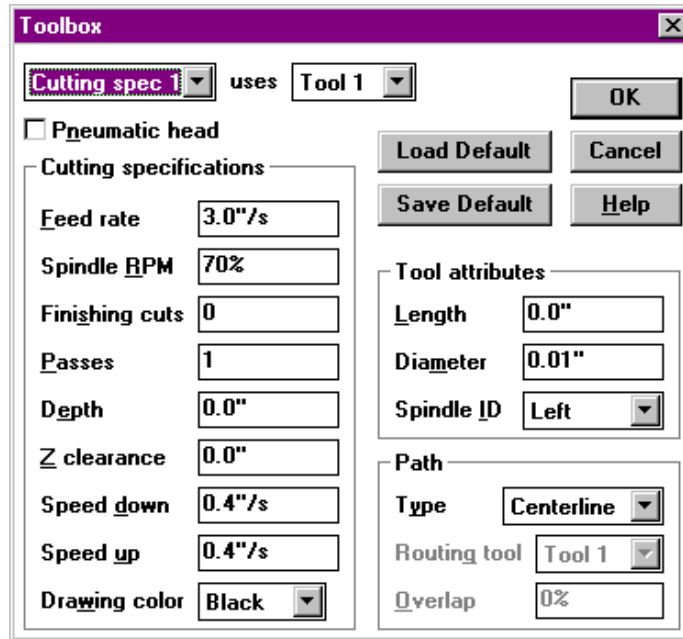 Toolbox
Cutting spec 1 uses Tool 1
OK
Pneumatic head
Load Default Cancel
Save Default Help
Cutting specifications
Feed rate 3.0"/s
Spindle RPM 70%
Finishing cuts 0
Passes 1
Depth 0.0"
Z clearance 0.0"
Speed down 0.4"/s
Speed up 0.4"/s
Drawing color Black
Tool attributes
Length 0.0"
Diameter 0.01"
Spindle ID Left
Path
Type Centerline
Routing tool Tool 1
Overlap 0%